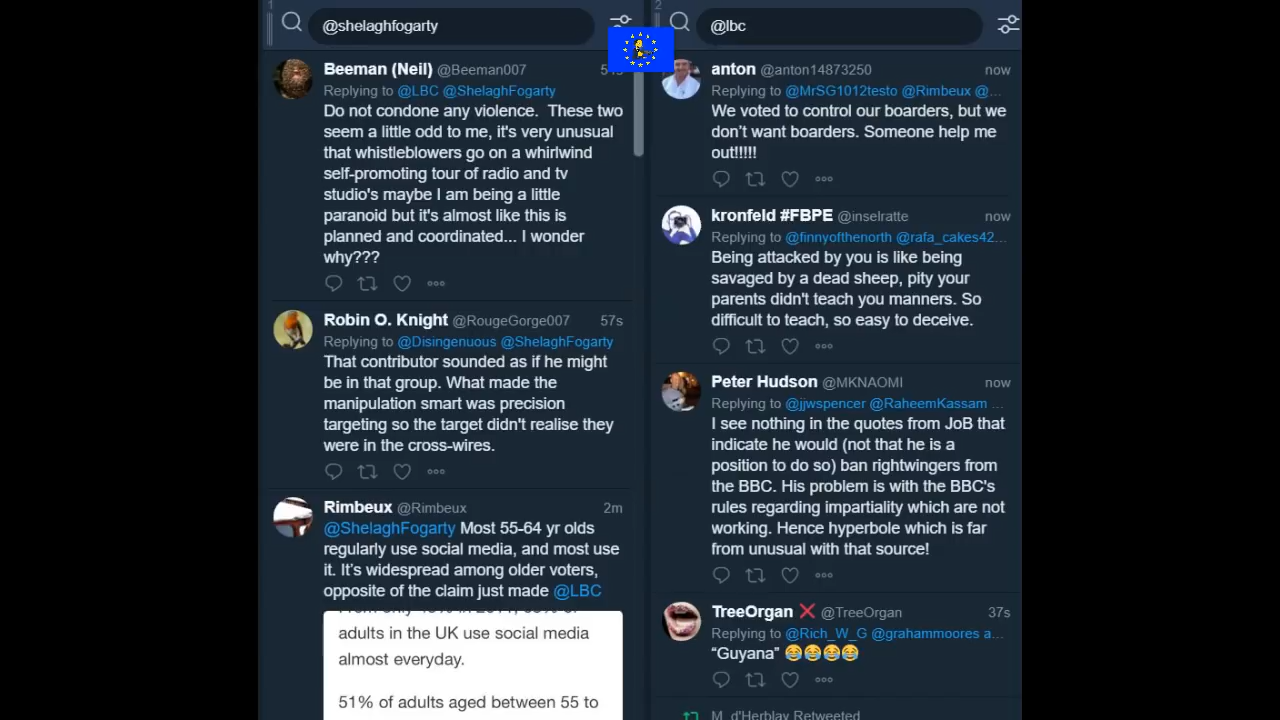 1
@shelaghfogarty
Beeman (Neil) @Beeman007
Replying to @LBC @ShelaghFogarty
Do not condone any violence. These two
seem a little odd to me, it's very unusual
that whistleblowers go on a whirlwind
self-promoting tour of radio and tv
studio's maybe I am being a little
paranoid but it's almost like this is
planned and coordinated... I wonder
why???
Robin O. Knight @RougeGorge007 57s
Replying to @Disingenuous @ShelaghFogarty
That contributor sounded as if he might
be in that group. What made the
manipulation smart was precision
targeting so the target didn't realise they
were in the cross-wires.
Rimbeux @Rimbeux 2m
@ShelaghFogarty Most 55-64 yr olds
regularly use social media, and most use
it. It's widespread among older voters,
opposite of the claim just made @LBC
adults in the UK use social media
almost everyday.
51% of adults aged between 55 to
2
@lbc
anton @anton14873250 now
Replying to @MrSG1012testo @Rimbeux @...
We voted to control our boarders, but we
don't want boarders. Someone help me
out!!!!!
kronfeld #FBPE @inselratte now
Replying to @finnyofthenorth @rafa_cakes42...
Being attacked by you is like being
savaged by a dead sheep, pity your
parents didn't teach you manners. So
difficult to teach, so easy to deceive.
Peter Hudson @MKNAOMI now
Replying to @jjwspencer @RaheemKassam ...
I see nothing in the quotes from JoB that
indicate he would (not that he is a
position to do so) ban rightwingers from
the BBC. His problem is with the BBC's
rules regarding impartiality which are not
working. Hence hyperbole which is far
from unusual with that source!
TreeOrgan ❌ @TreeOrgan 37s
Replying to @Rich_W_G @grahammoores a...
“Guyana” 😂😂😂😂
M. d'Herblay Retweeted